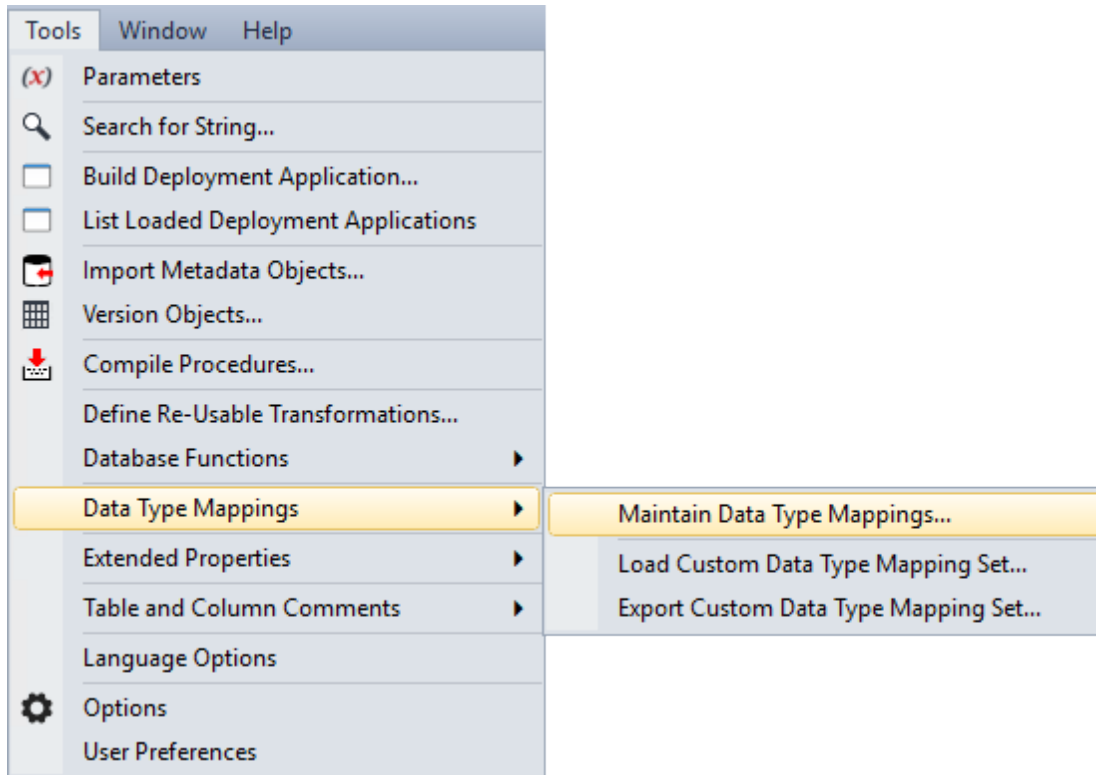 Tools Window Help
(x) Parameters
Search for String...
Build Deployment Application...
List Loaded Deployment Applications
Import Metadata Objects...
Version Objects...
Compile Procedures...
Define Re-Usable Transformations...
Database Functions
Data Type Mappings
Maintain Data Type Mappings...
Extended Properties
Load Custom Data Type Mapping Set...
Table and Column Comments
Export Custom Data Type Mapping Set...
Language Options
Options
User Preferences